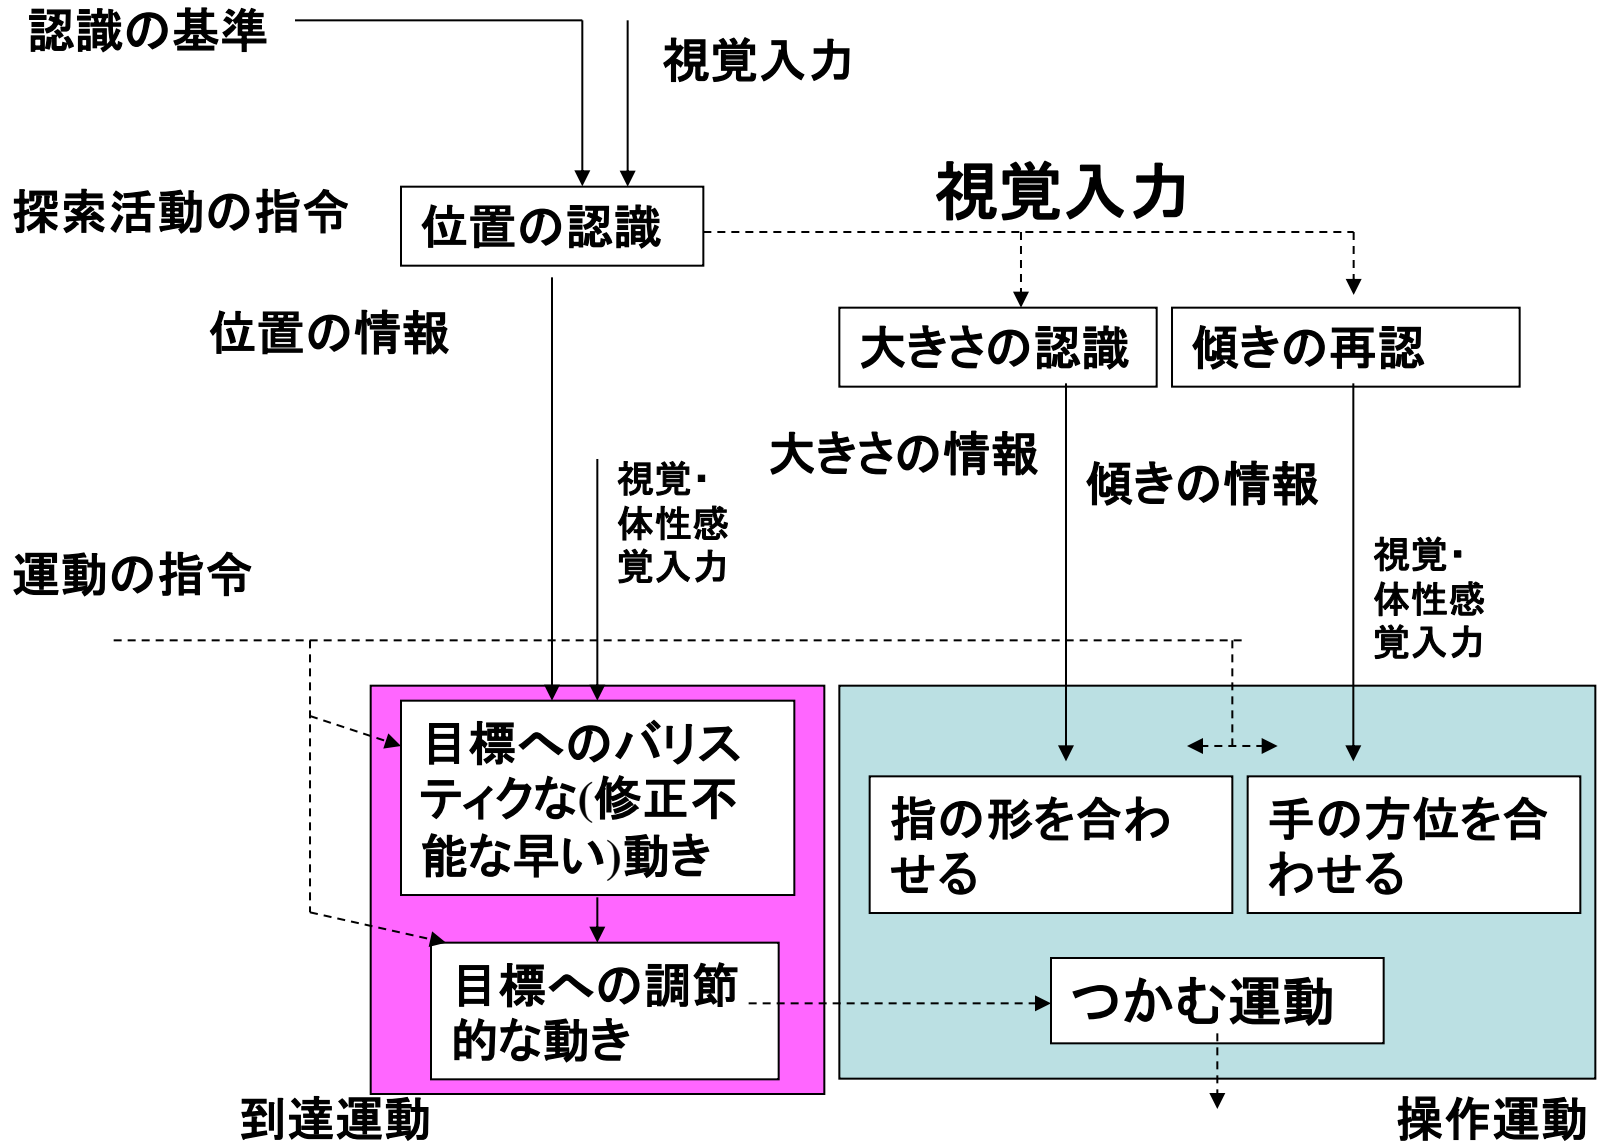 認識の基準
視覚入力
視覚入力
探索活動の指令
位置の認識
位置の情報
大きさの認識
傾きの再認
大きさの情報
傾きの情報
視覚・
体性感
覚入力
視覚・
体性感
覚入力
運動の指令
目標へのバリス
ティクな(修正不
能な早い)動き
指の形を合わ
せる
手の方位を合
わせる
目標への調節
的な動き
つかむ運動
到達運動
操作運動